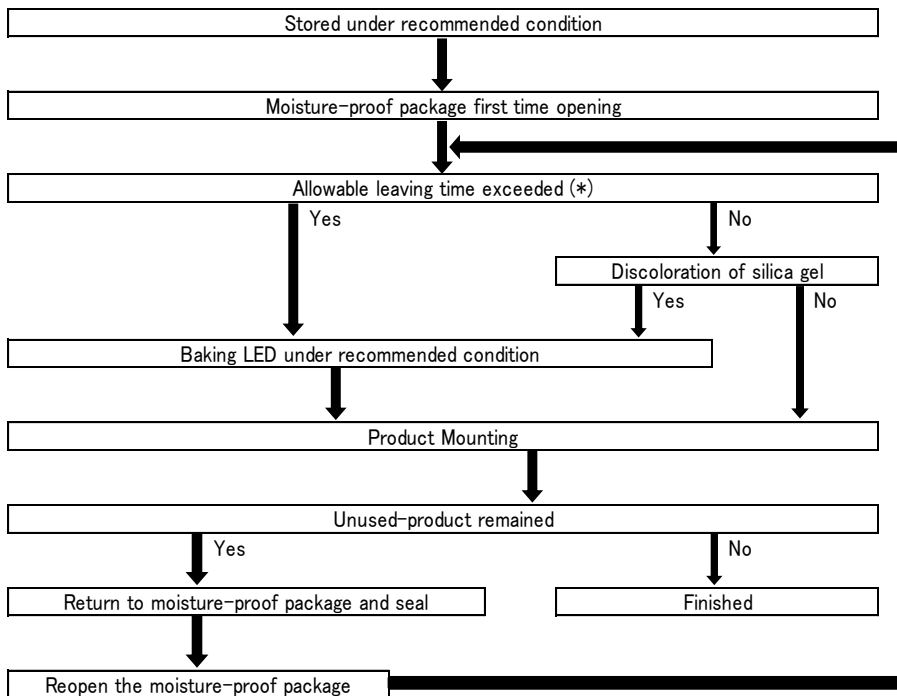 Stored under recommended condition
Moisture-proof package first time opening
Allowable leaving time exceeded (*)
Yes
No
Discoloration of silica gel
Yes
No
Baking LED under recommended condition
Product Mounting
Unused-product remained
Yes
No
Return to moisture-proof package and seal
Finished
Reopen the moisture-proof package